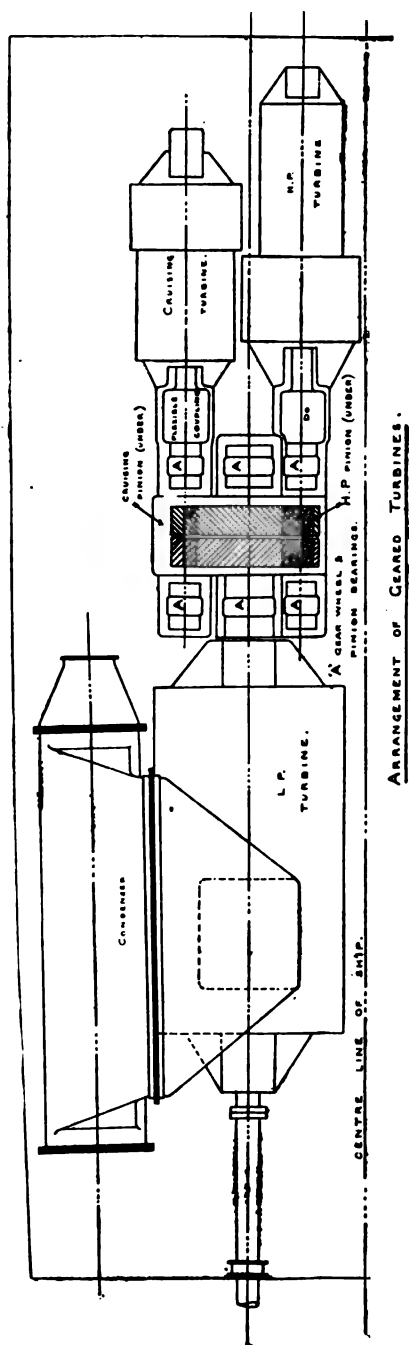 H.P.
TURBINE
CRUISING
TURBINE.
FLEXIBLE
COUPLING
Do
CRUISING
PINION (UNDER)
H.P PINION (UNDER)
A
A
A
A
A
A
"A" GEAR WHEEL &
PINION BEARINGS.
L P.
TURBINE.
CONDENSER
CENTRE LINE OF SHIP.
ARRANGEMENT OF GEARED TURBINES.